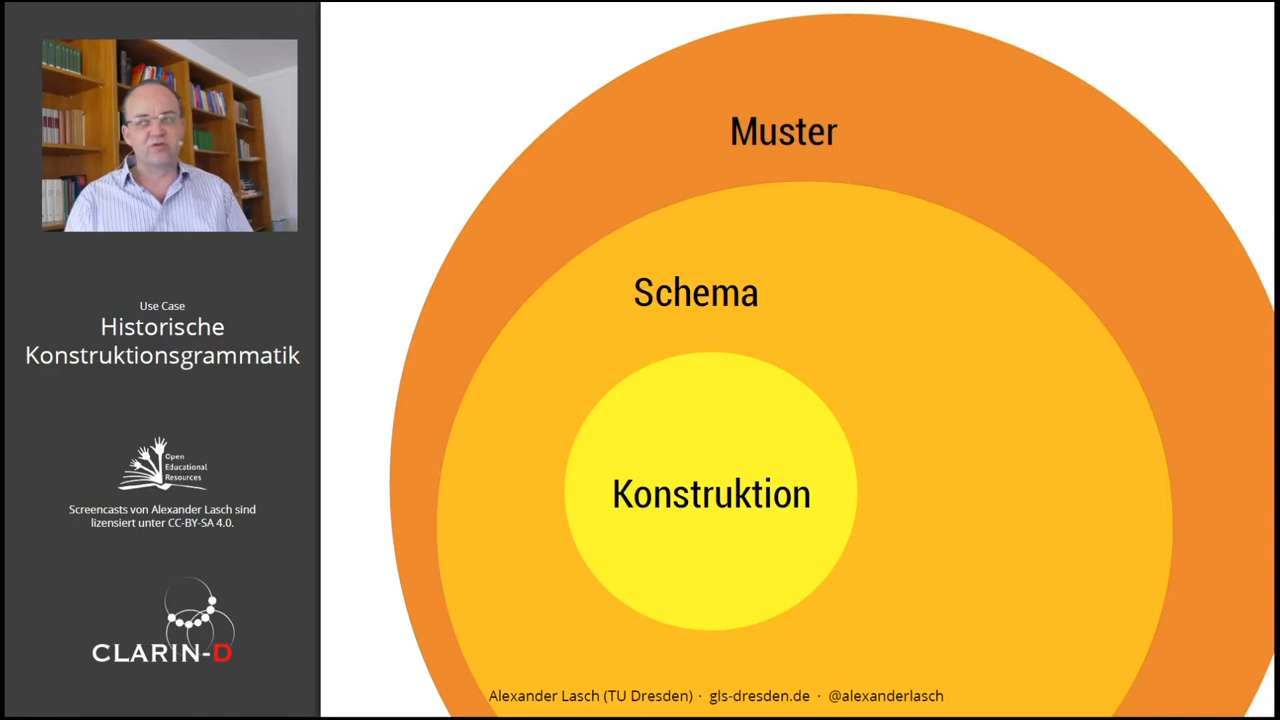 Use Case
Historische
Konstruktionsgrammatik
Open
Educational
Resources
Screencasts von Alexander Lasch sind
lizensiert unter CC-BY-SA 4.0.
CLARIN-D
Muster
Schema
Konstruktion
Alexander Lasch (TU Dresden) · gls-dresden.de · @alexanderlasch